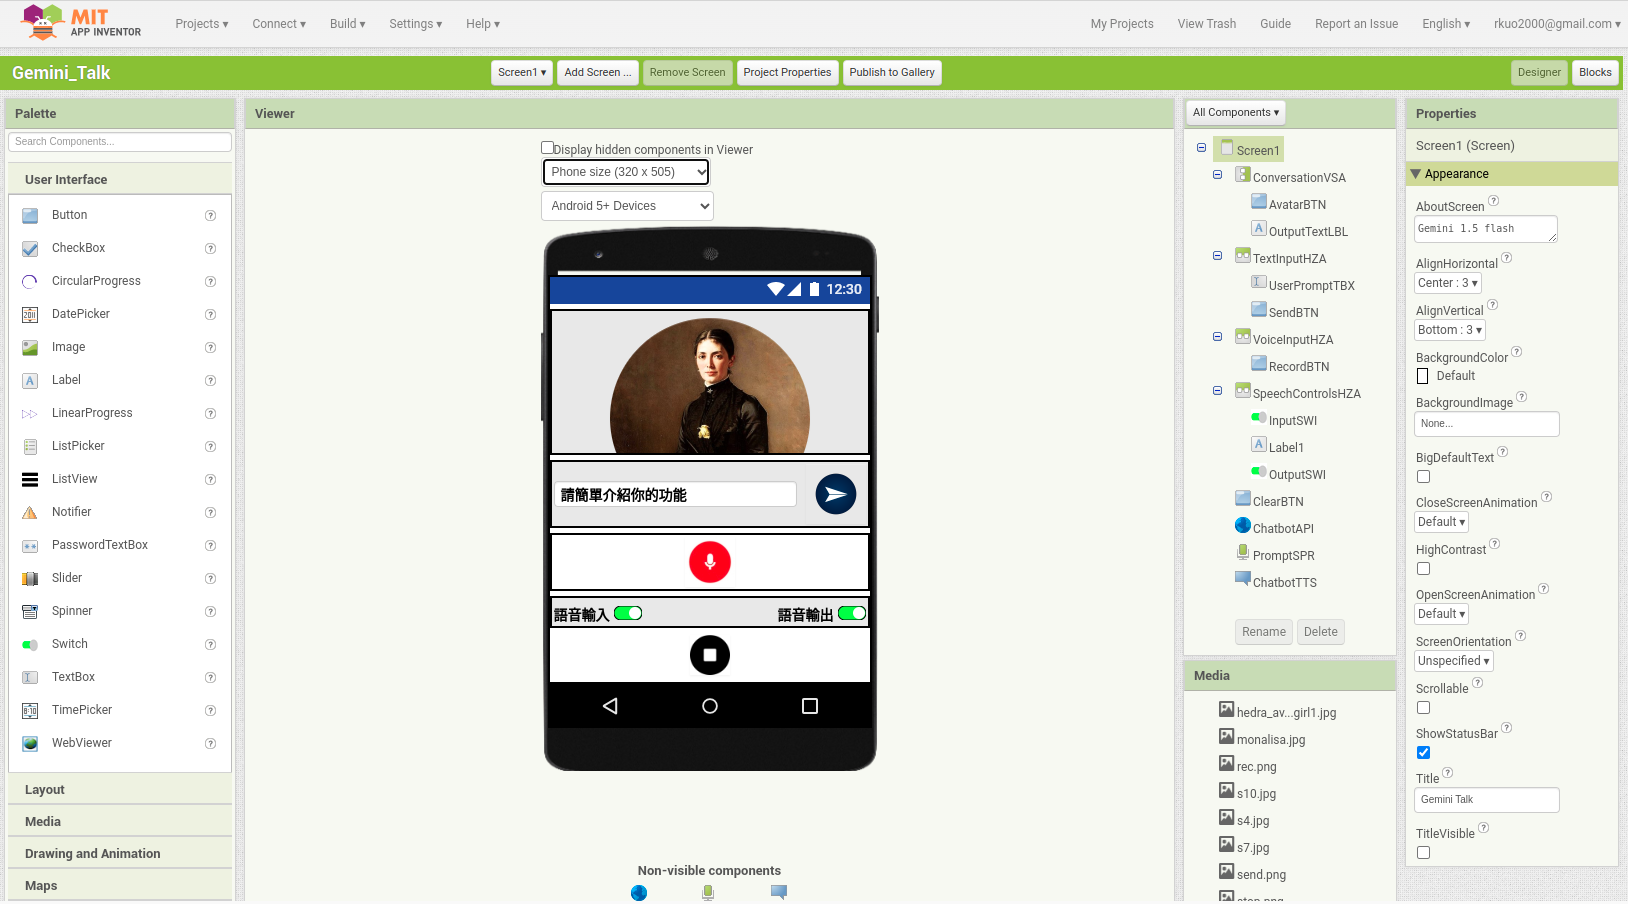 MIT
APP INVENTOR
Projects ▾ Connect ▾ Build ▾ Settings ▾ Help ▾ My Projects View Trash Guide Report an Issue English ▾ rkuo2000@gmail.com ▾
Gemini_Talk Screen1 ▾ Add Screen ... Remove Screen Project Properties Publish to Gallery Designer Blocks
Palette
Search Components...
User Interface
Button
CheckBox
CircularProgress
DatePicker
Image
Label
LinearProgress
ListPicker
ListView
Notifier
PasswordTextBox
Slider
Spinner
Switch
TextBox
TimePicker
WebViewer
Layout
Media
Drawing and Animation
Maps
Viewer
Display hidden components in Viewer
Phone size (320 x 505)
Android 5+ Devices
12:30
請簡單介紹你的功能
語音輸入 語音輸出
Non-visible components
All Components ▾
Screen1
ConversationVSA
AvatarBTN
OutputTextLBL
TextInputHZA
UserPromptTBX
SendBTN
VoiceInputHZA
RecordBTN
SpeechControlsHZA
InputSWI
Label1
OutputSWI
ClearBTN
ChatbotAPI
PromptSPR
ChatbotTTS
Rename Delete
Media
hedra_av...girl1.jpg
monalisa.jpg
rec.png
s10.jpg
s4.jpg
s7.jpg
send.png
Properties
Screen1 (Screen)
Appearance
AboutScreen
Gemini 1.5 flash
AlignHorizontal
Center : 3 ▾
AlignVertical
Bottom : 3 ▾
BackgroundColor
Default
BackgroundImage
None...
BigDefaultText
CloseScreenAnimation
Default ▾
HighContrast
OpenScreenAnimation
Default ▾
ScreenOrientation
Unspecified ▾
Scrollable
ShowStatusBar
Title
Gemini Talk
TitleVisible